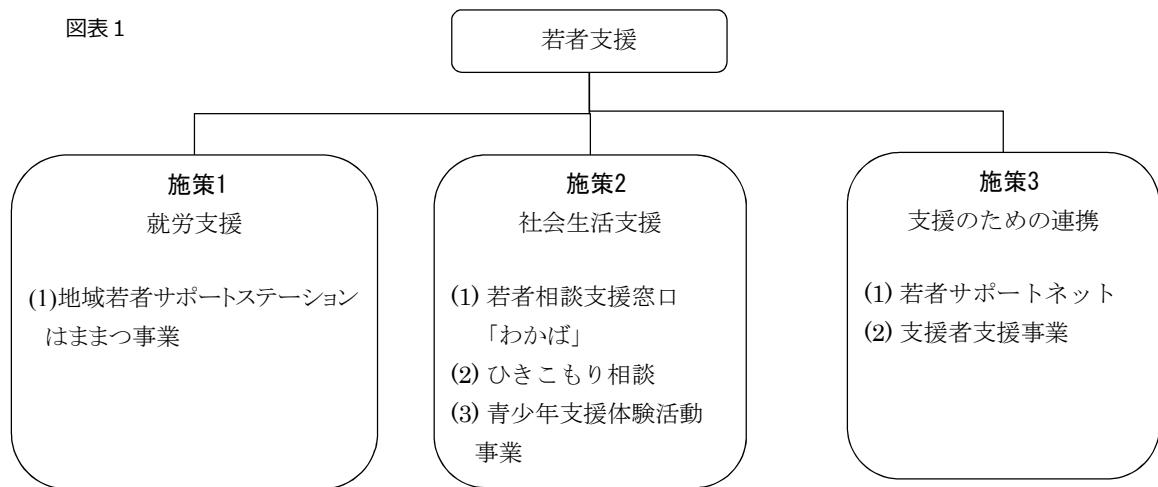 図表1
若者支援
施策1
就労支援
(1)地域若者サポートステーション
はままつ事業
施策2
社会生活支援
(1) 若者相談支援窓口
「わかば」
(2) ひきこもり相談
(3) 青少年支援体験活動
事業
施策3
支援のための連携
(1) 若者サポートネット
(2) 支援者支援事業